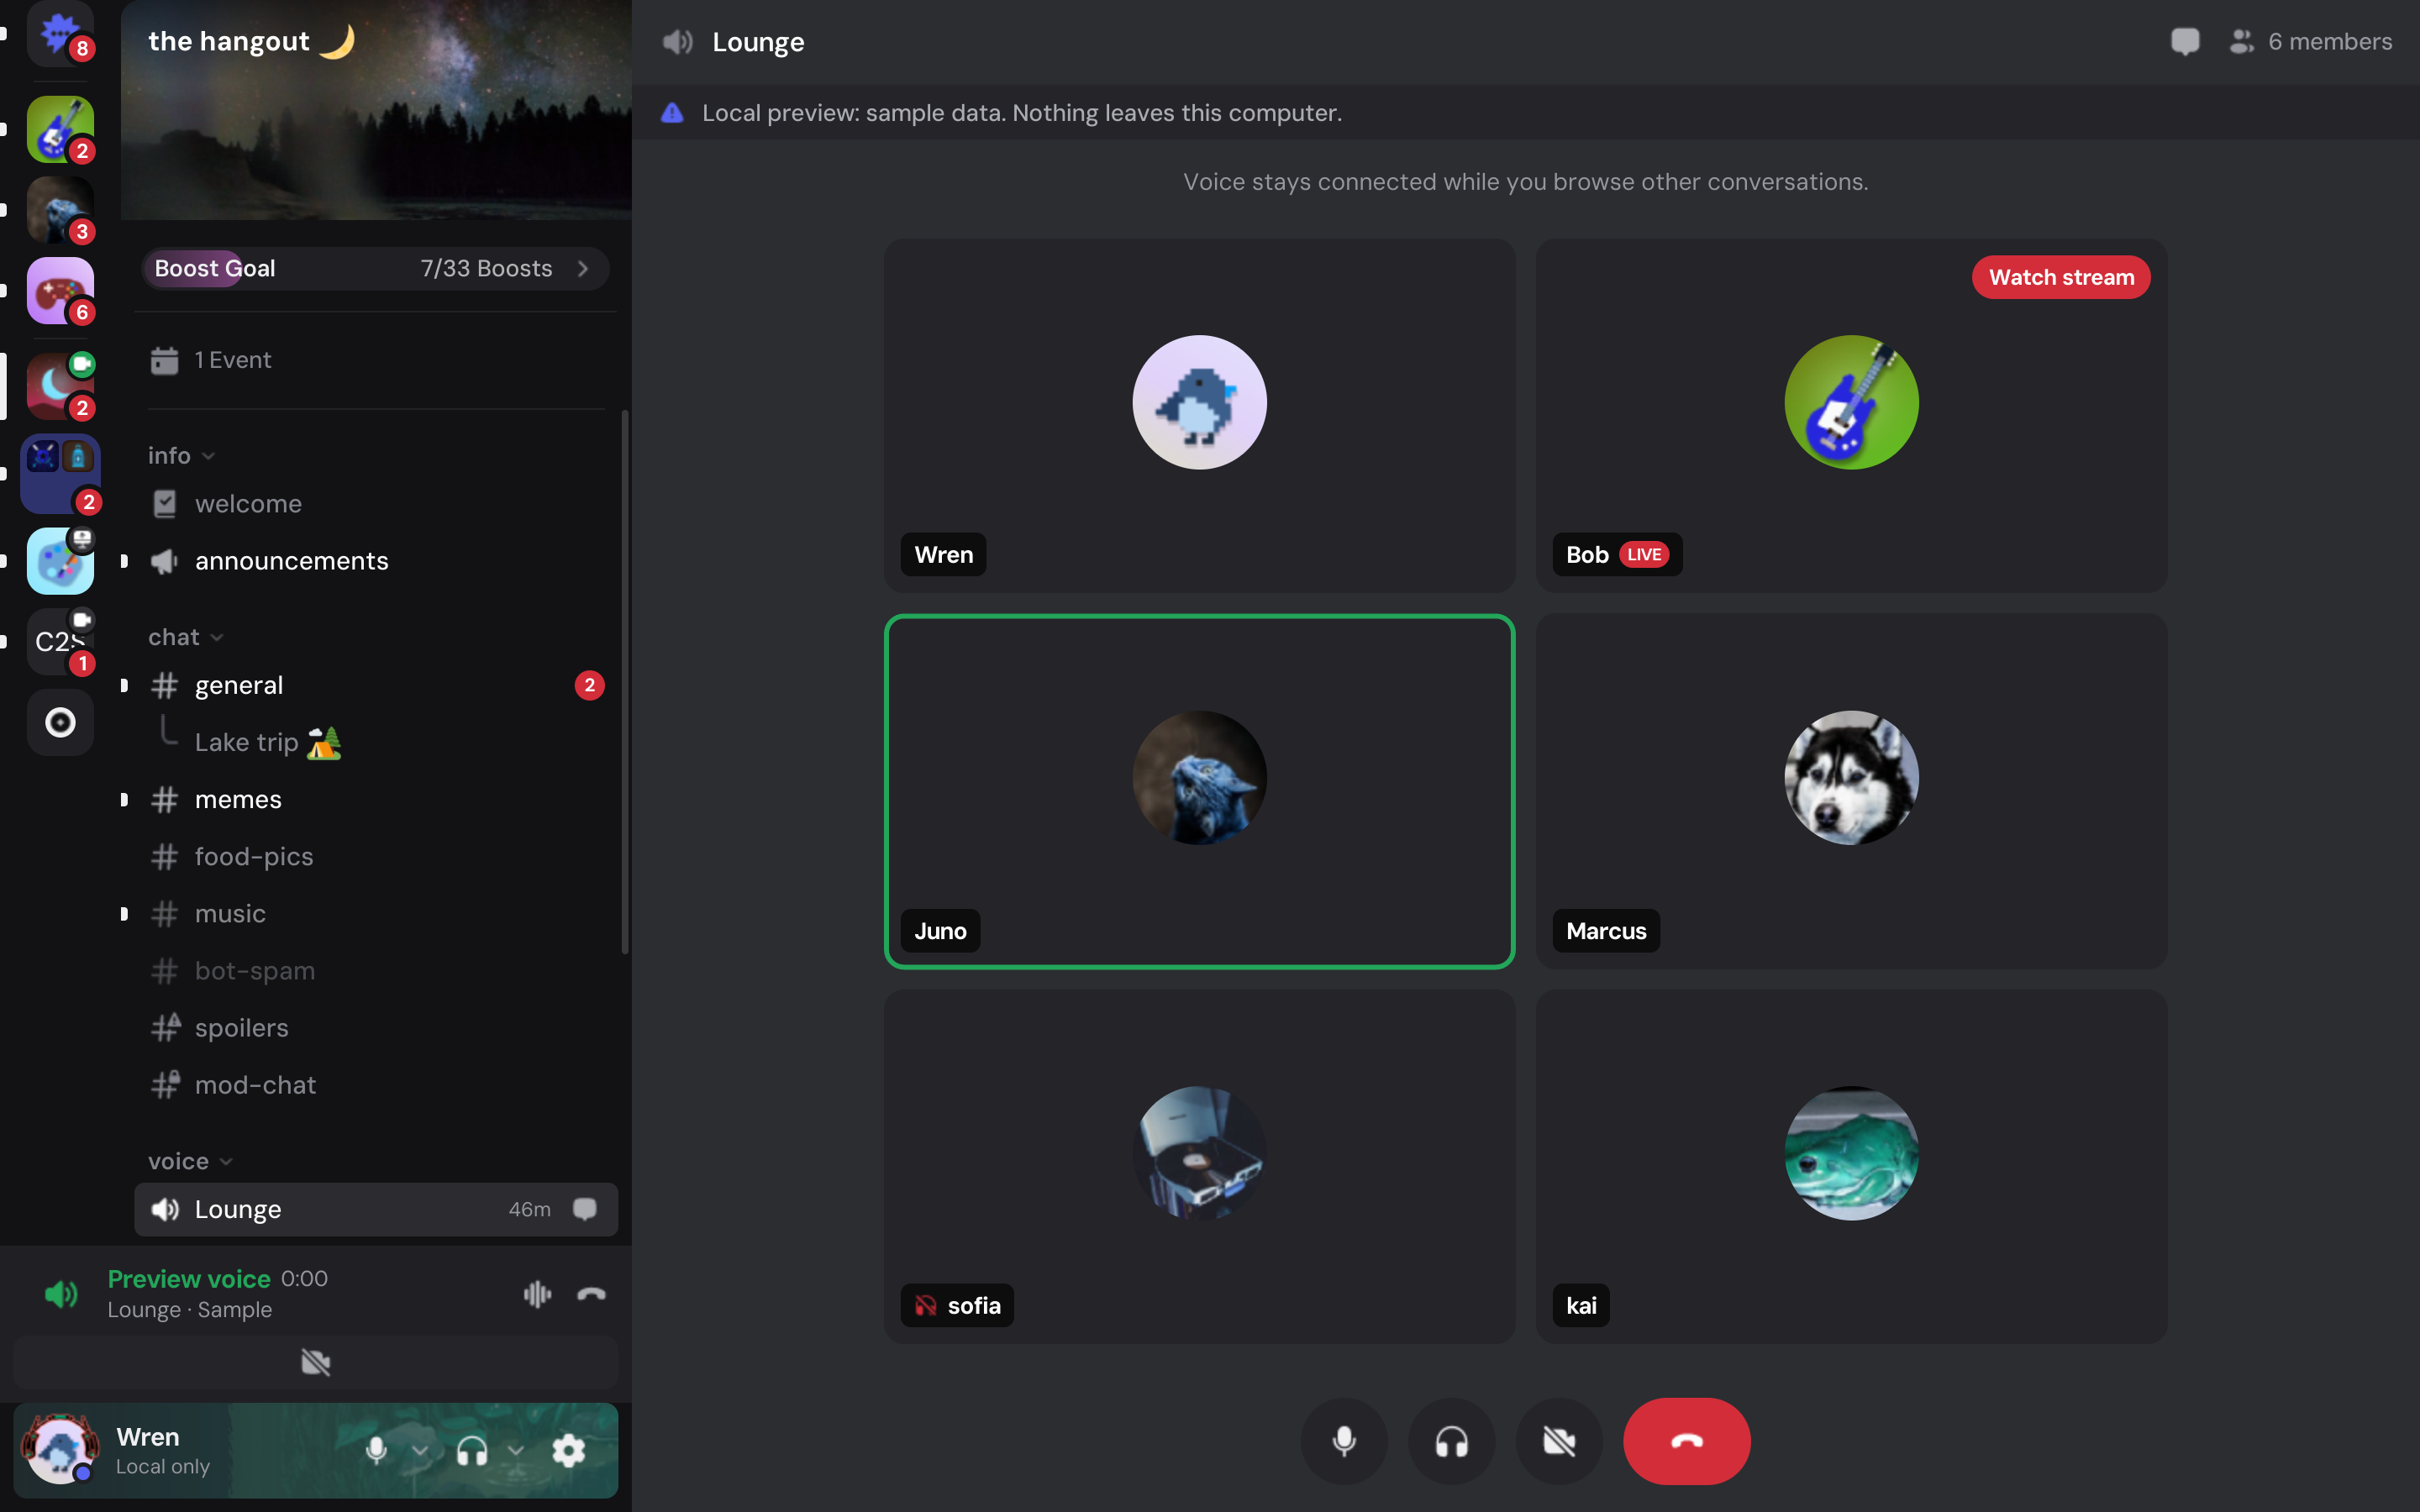 8
2
3
6
2
2
C2S
1
the hangout 🌙
Boost Goal
7/33 Boosts
1 Event
info
welcome
announcements
chat
general
2
Lake trip 🏕️
memes
food-pics
music
bot-spam
spoilers
mod-chat
voice
Lounge
46m
Preview voice 0:00
Lounge · Sample
Wren
Local only
Lounge
6 members
Local preview: sample data. Nothing leaves this computer.
Voice stays connected while you browse other conversations.
Wren
Watch stream
Bob LIVE
Juno
Marcus
sofia
kai